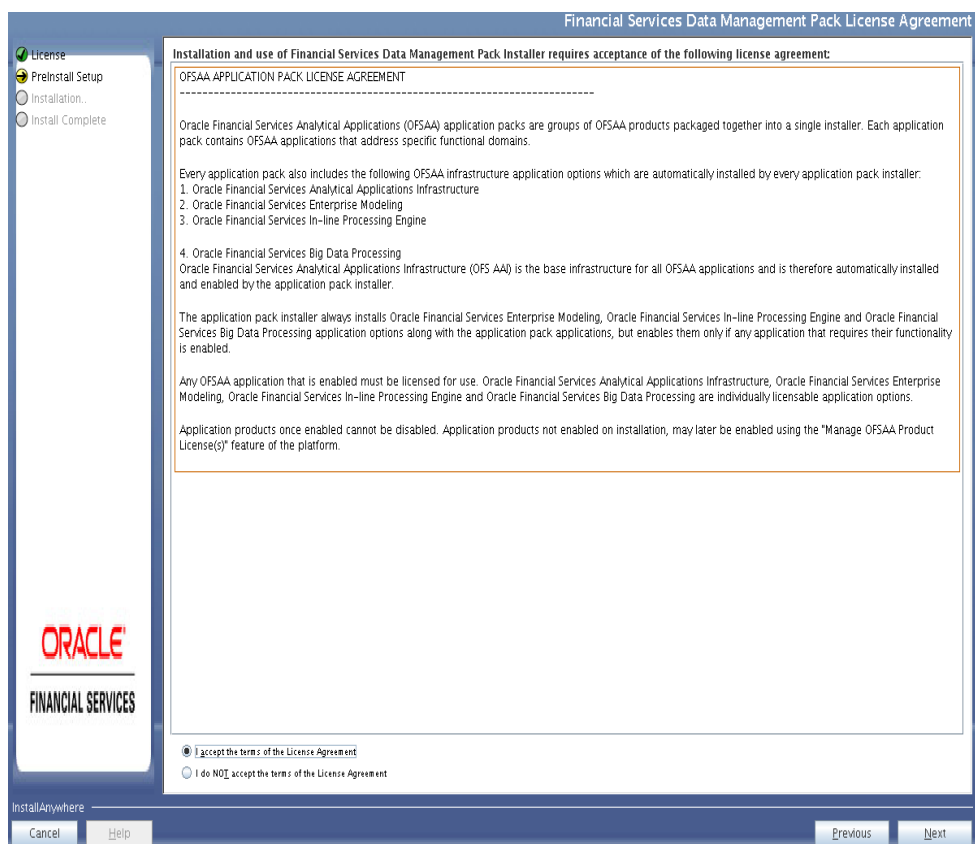 Financial Services Data Management Pack License Agreement
License
PreInstall Setup
Installation..
Install Complete
Installation and use of Financial Services Data Management Pack Installer requires acceptance of the following license agreement:
OFSAA APPLICATION PACK LICENSE AGREEMENT
--------------------------------------------------------------------------
Oracle Financial Services Analytical Applications (OFSAA) application packs are groups of OFSAA products packaged together into a single installer. Each application
pack contains OFSAA applications that address specific functional domains.
Every application pack also includes the following OFSAA infrastructure application options which are automatically installed by every application pack installer:
1. Oracle Financial Services Analytical Applications Infrastructure
2. Oracle Financial Services Enterprise Modeling
3. Oracle Financial Services In-line Processing Engine
4. Oracle Financial Services Big Data Processing
Oracle Financial Services Analytical Applications Infrastructure (OFS AAI) is the base infrastructure for all OFSAA applications and is therefore automatically installed
and enabled by the application pack installer.
The application pack installer always installs Oracle Financial Services Enterprise Modeling, Oracle Financial Services In-line Processing Engine and Oracle Financial
Services Big Data Processing application options along with the application pack applications, but enables them only if any application that requires their functionality
is enabled.
Any OFSAA application that is enabled must be licensed for use. Oracle Financial Services Analytical Applications Infrastructure, Oracle Financial Services Enterprise
Modeling, Oracle Financial Services In-line Processing Engine and Oracle Financial Services Big Data Processing are individually licensable application options.
Application products once enabled cannot be disabled. Application products not enabled on installation, may later be enabled using the "Manage OFSAA Product
License(s)" feature of the platform.
ORACLE
FINANCIAL SERVICES
I accept the terms of the License Agreement
I do NOT accept the terms of the License Agreement
InstallAnywhere
Cancel
Help
Previous
Next